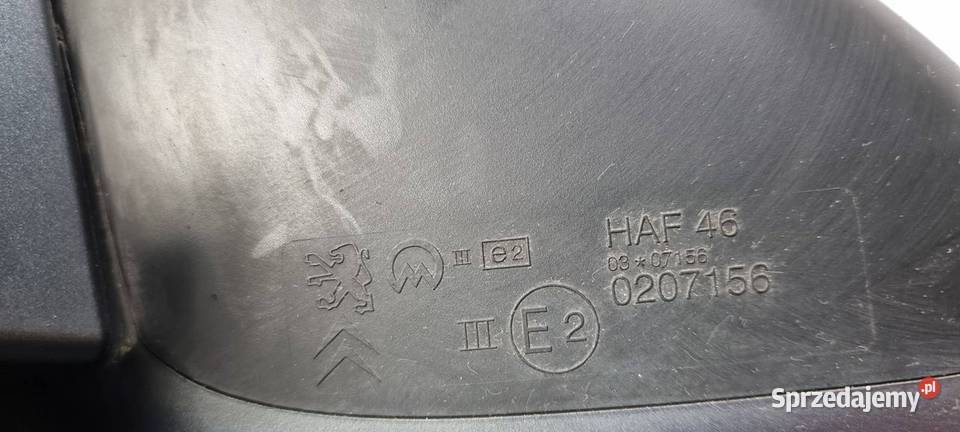 III e2
HAF 46
03*07156
0207156
III E2
Sprzedajemy.pl